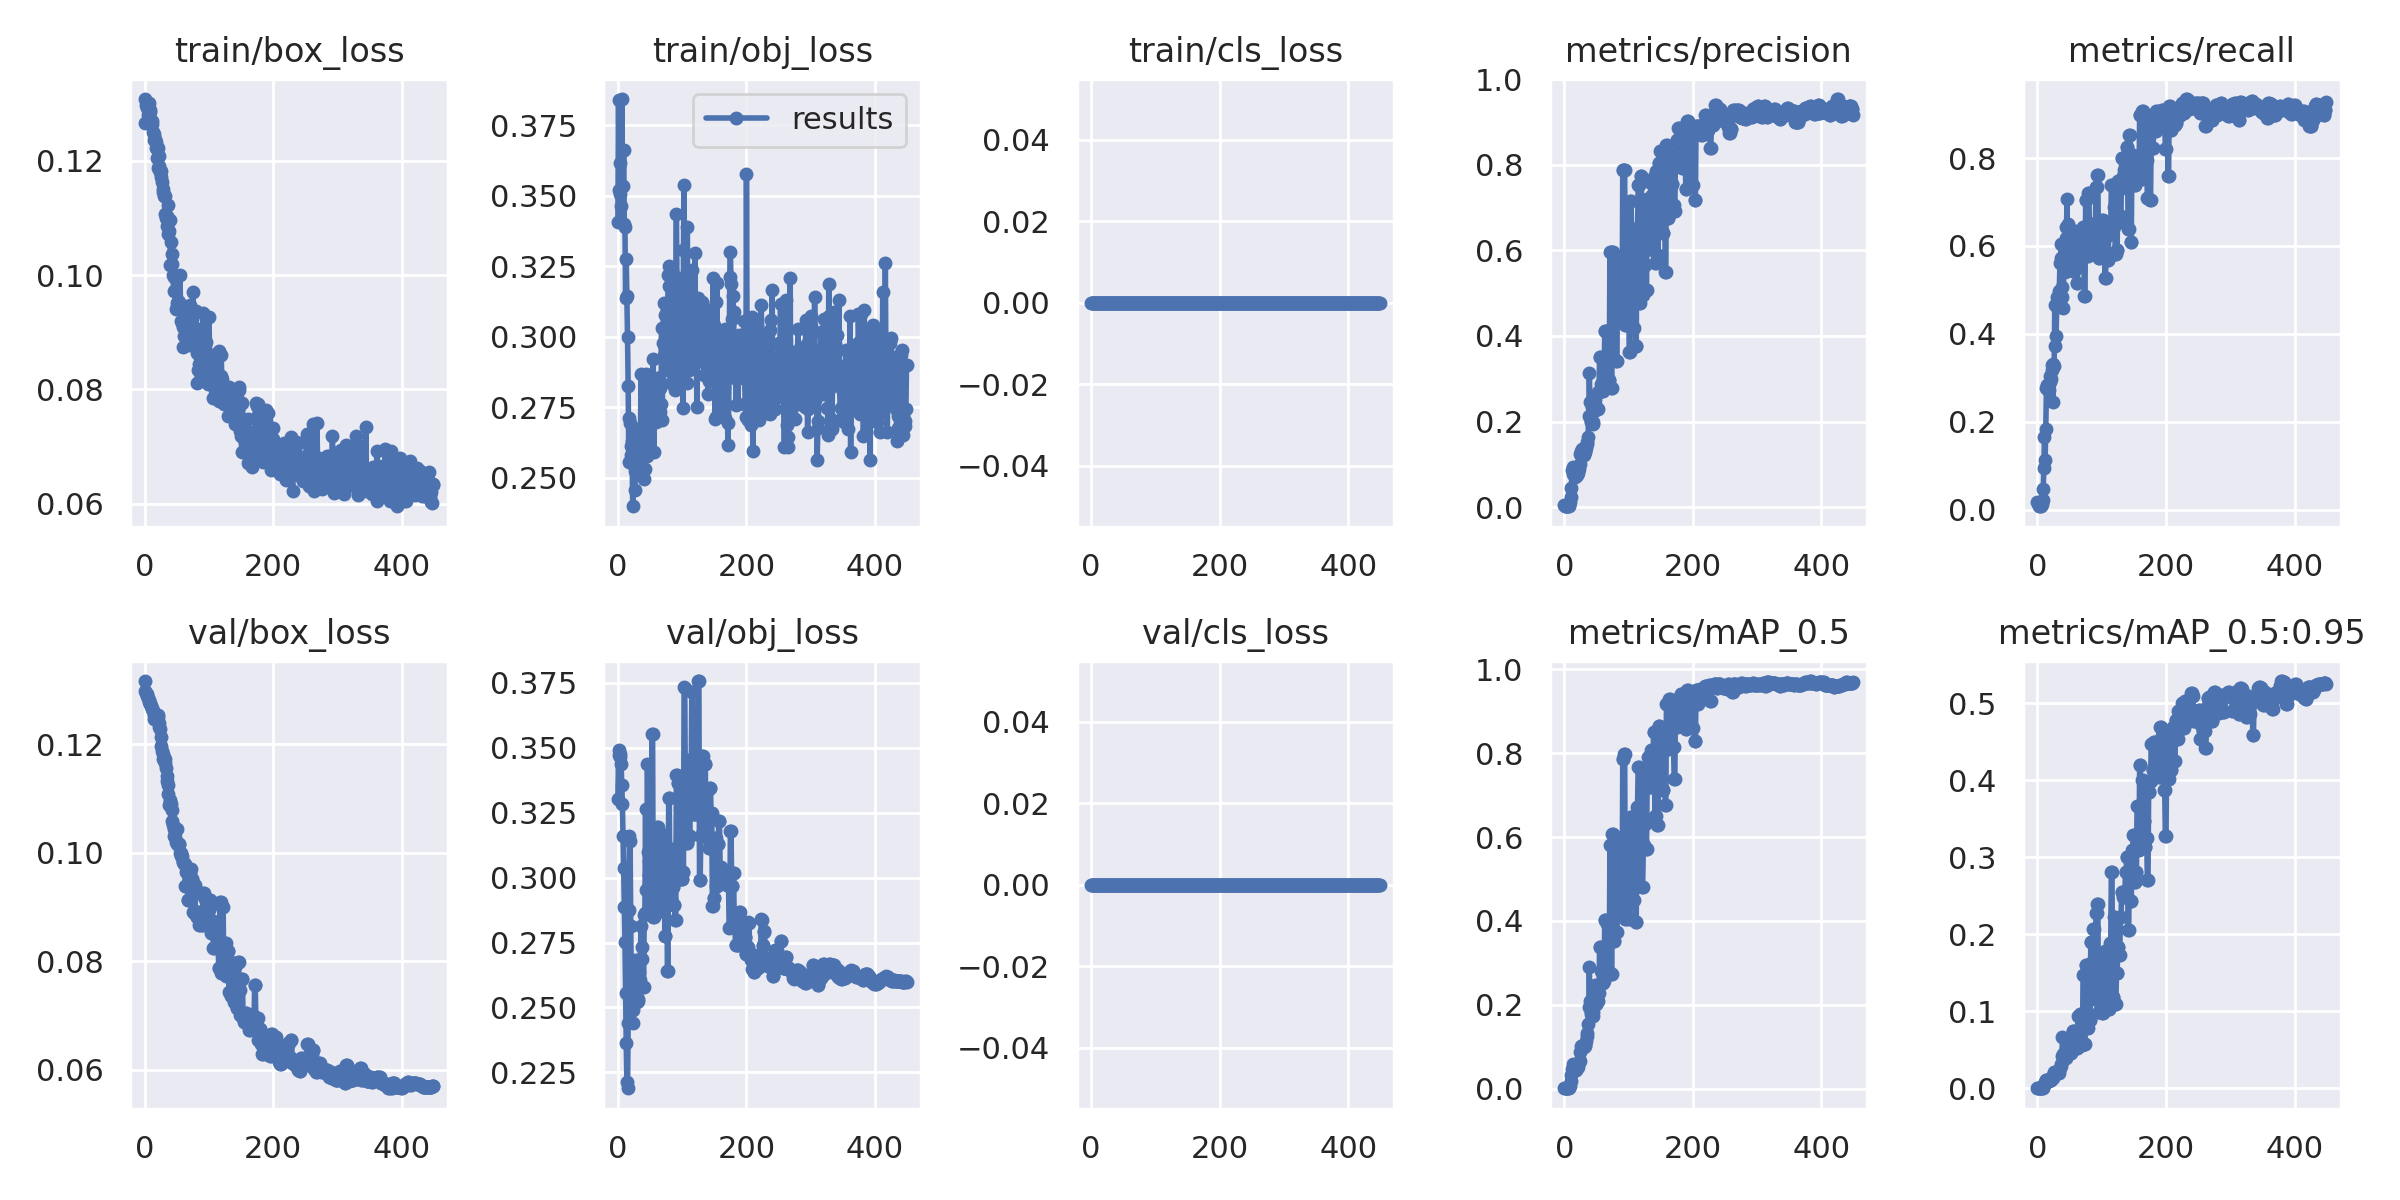 train/box_loss
train/obj_loss
train/cls_loss
metrics/precision
metrics/recall
results
0.12
0.10
0.08
0.06
0 200 400
0.375
0.350
0.325
0.300
0.275
0.250
0 200 400
0.04
0.02
0.00
−0.02
−0.04
0 200 400
1.0
0.8
0.6
0.4
0.2
0.0
0 200 400
0.8
0.6
0.4
0.2
0.0
0 200 400
val/box_loss
val/obj_loss
val/cls_loss
metrics/mAP_0.5
metrics/mAP_0.5:0.95
0.12
0.10
0.08
0.06
0 200 400
0.375
0.350
0.325
0.300
0.275
0.250
0.225
0 200 400
0.04
0.02
0.00
−0.02
−0.04
0 200 400
1.0
0.8
0.6
0.4
0.2
0.0
0 200 400
0.5
0.4
0.3
0.2
0.1
0.0
0 200 400